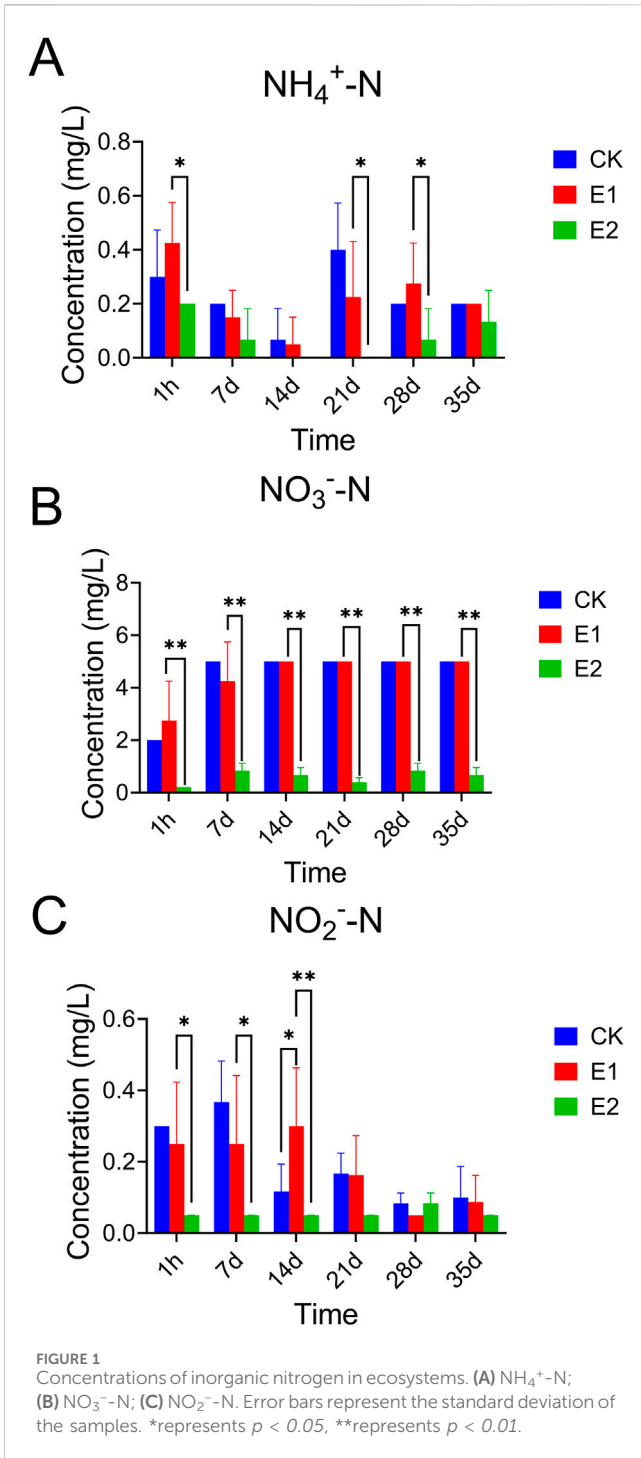 A
NH₄⁺-N
Concentration (mg/L)
0.8
0.6
0.4
0.2
0.0
*
*
*
CK
E1
E2
1h
7d
14d
21d
28d
35d
Time
B
NO₃⁻-N
Concentration (mg/L)
8
6
4
2
0
**
**
**
**
**
**
CK
E1
E2
1h
7d
14d
21d
28d
35d
Time
C
NO₂⁻-N
Concentration (mg/L)
0.6
0.4
0.2
0.0
*
*
*
**
CK
E1
E2
1h
7d
14d
21d
28d
35d
Time
FIGURE 1
Concentrations of inorganic nitrogen in ecosystems. (A) NH₄⁺-N;
(B) NO₃⁻-N; (C) NO₂⁻-N. Error bars represent the standard deviation of
the samples. *represents p < 0.05, **represents p < 0.01.